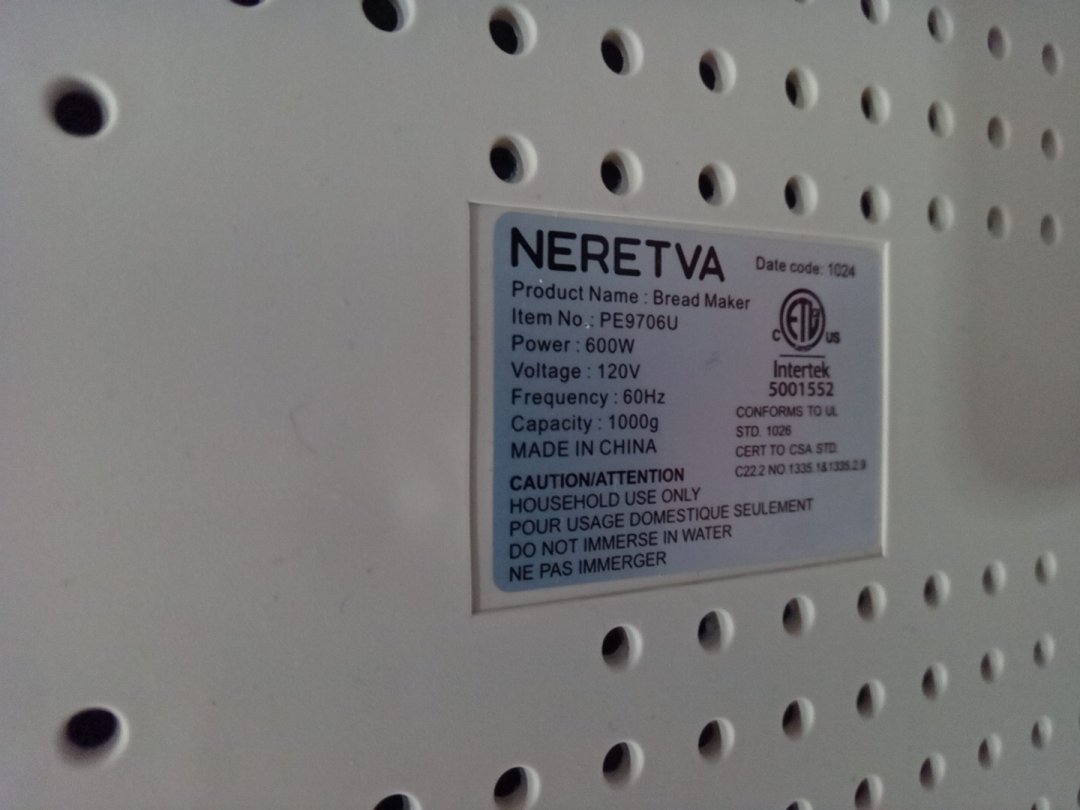 NERETVA
Date code: 1024
Product Name : Bread Maker
Item No.: PE9706U
Power : 600W
Voltage : 120V
Frequency : 60Hz
Capacity : 1000g
MADE IN CHINA
ETL
C US
Intertek
5001552
CONFORMS TO UL
STD. 1026
CERT TO CSA STD.
C22.2 NO 1335.1&1335.2.9
CAUTION/ATTENTION
HOUSEHOLD USE ONLY
POUR USAGE DOMESTIQUE SEULEMENT
DO NOT IMMERSE IN WATER
NE PAS IMMERGER